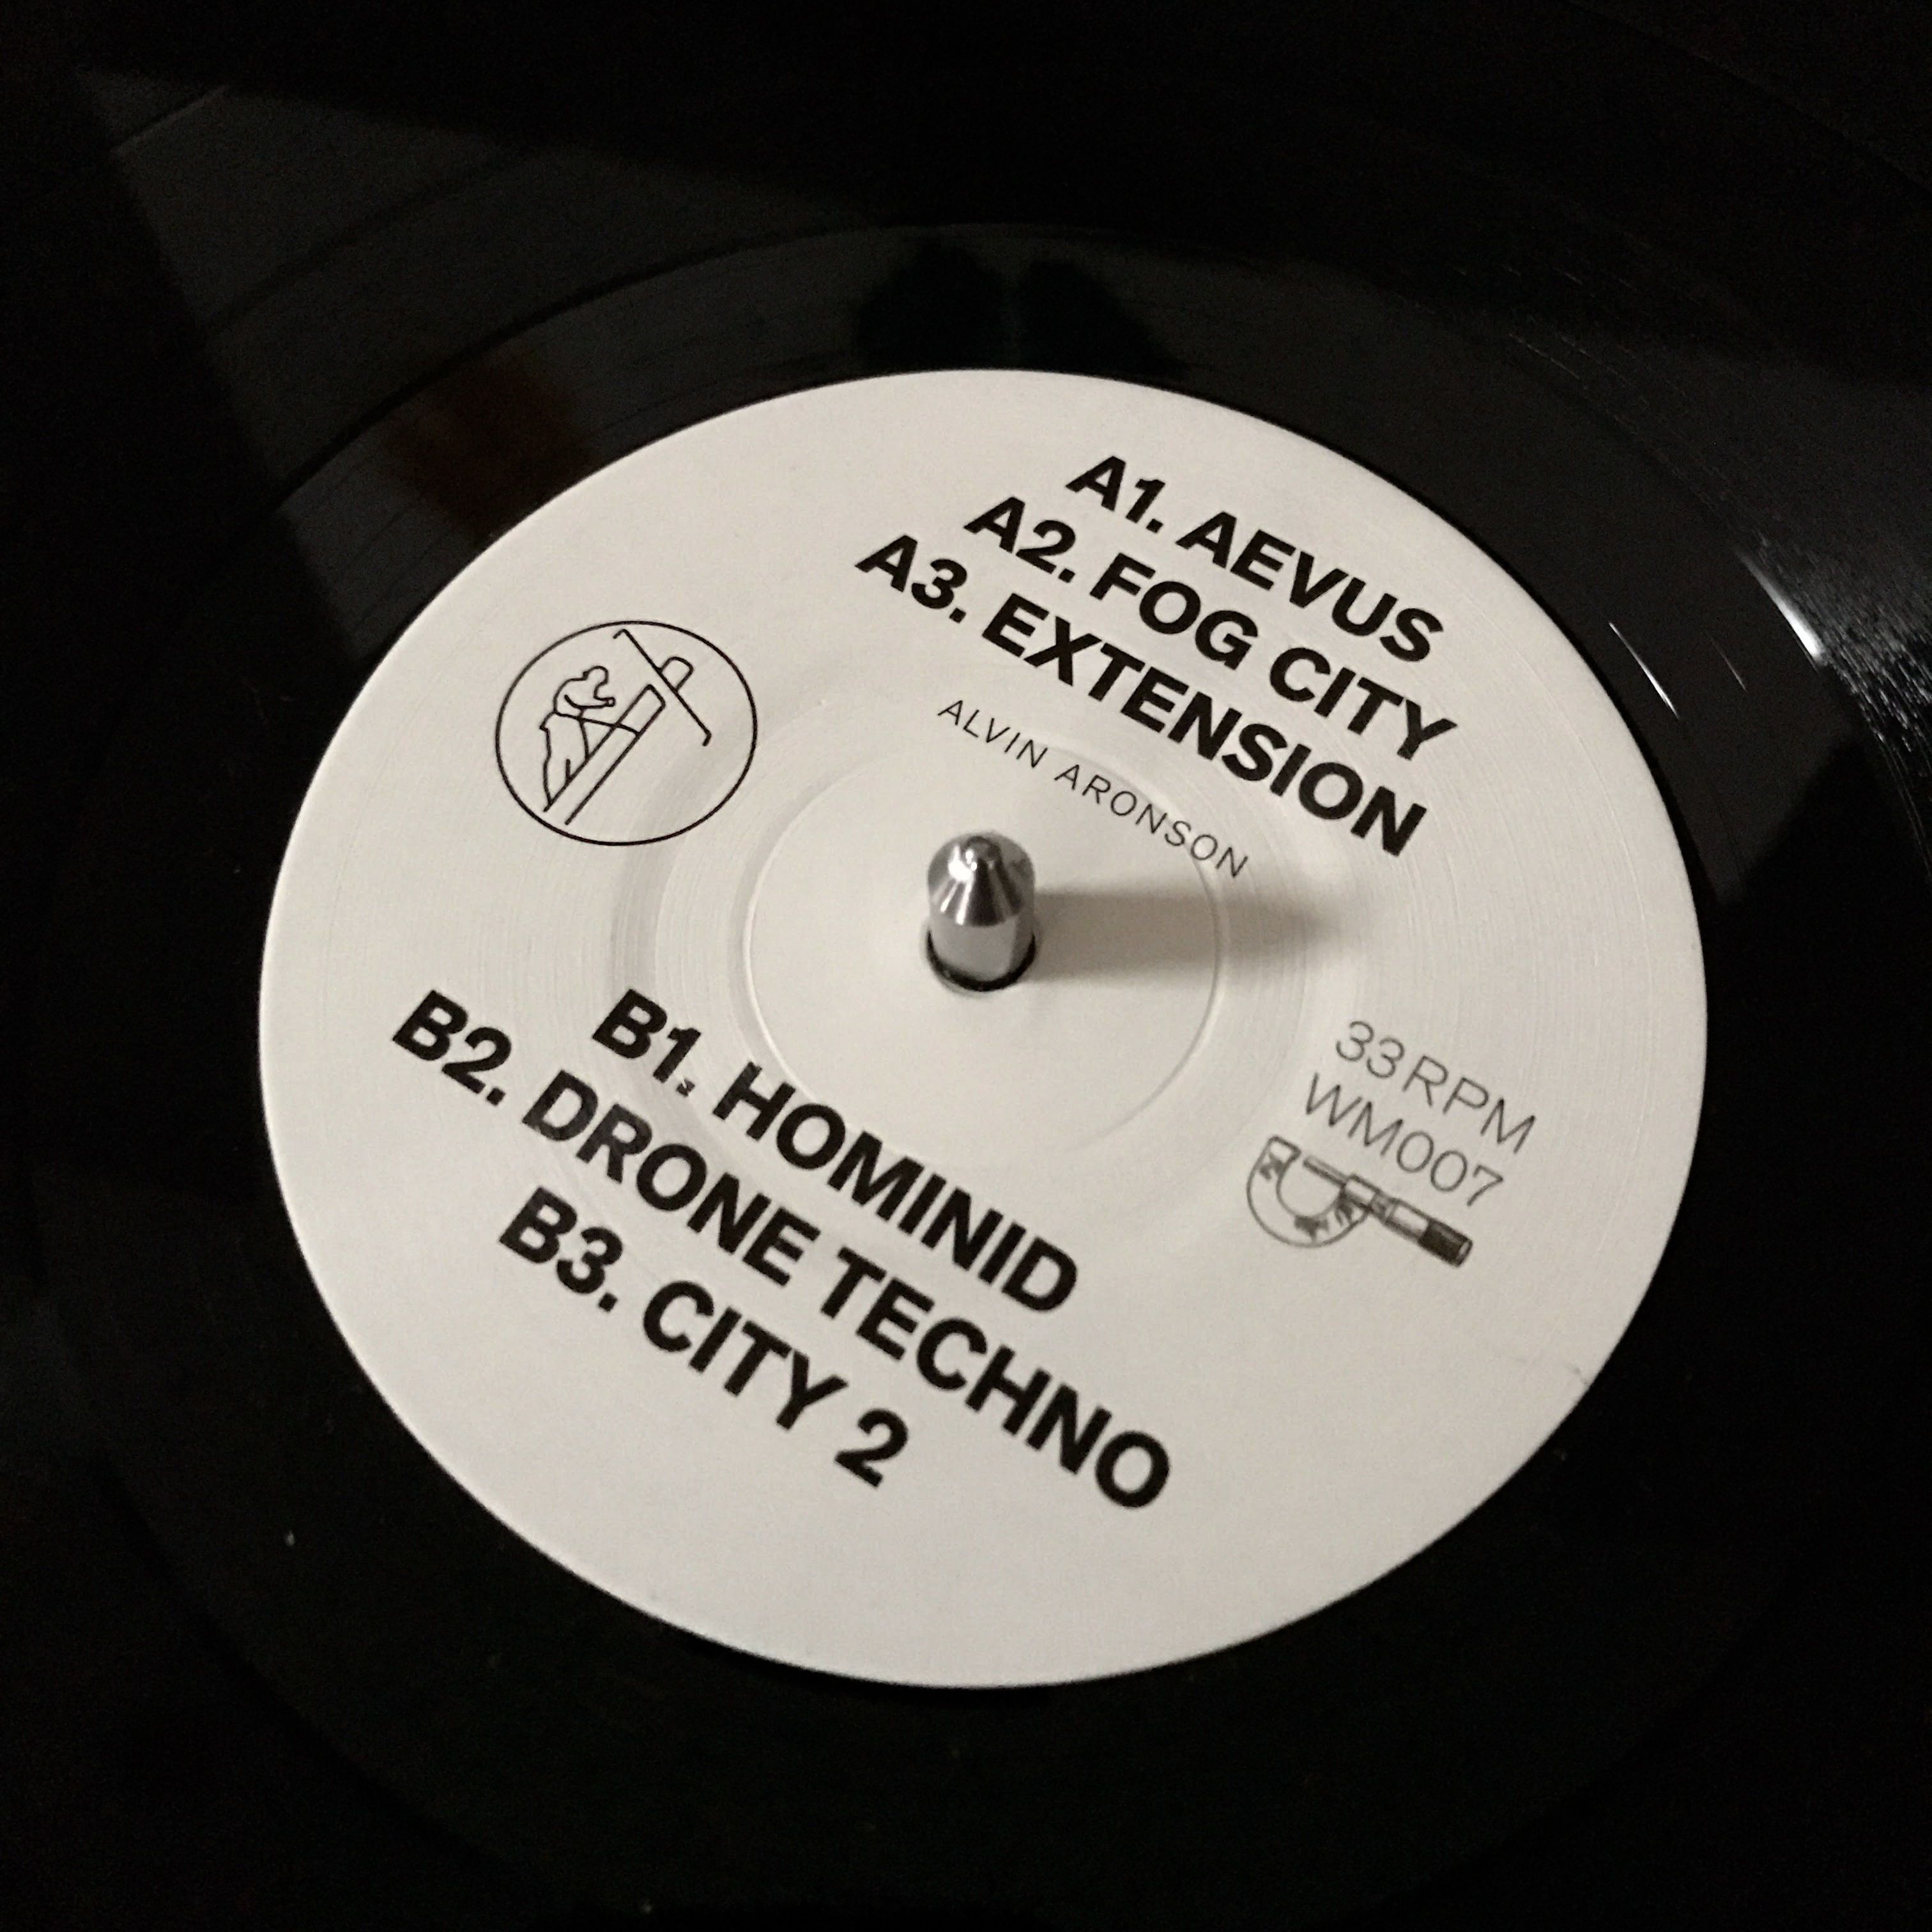 A1. AEVUS
A2. FOG CITY
A3. EXTENSION
ALVIN ARONSON
33 RPM
WM007
B1. HOMINID
B2. DRONE TECHNO
B3. CITY 2